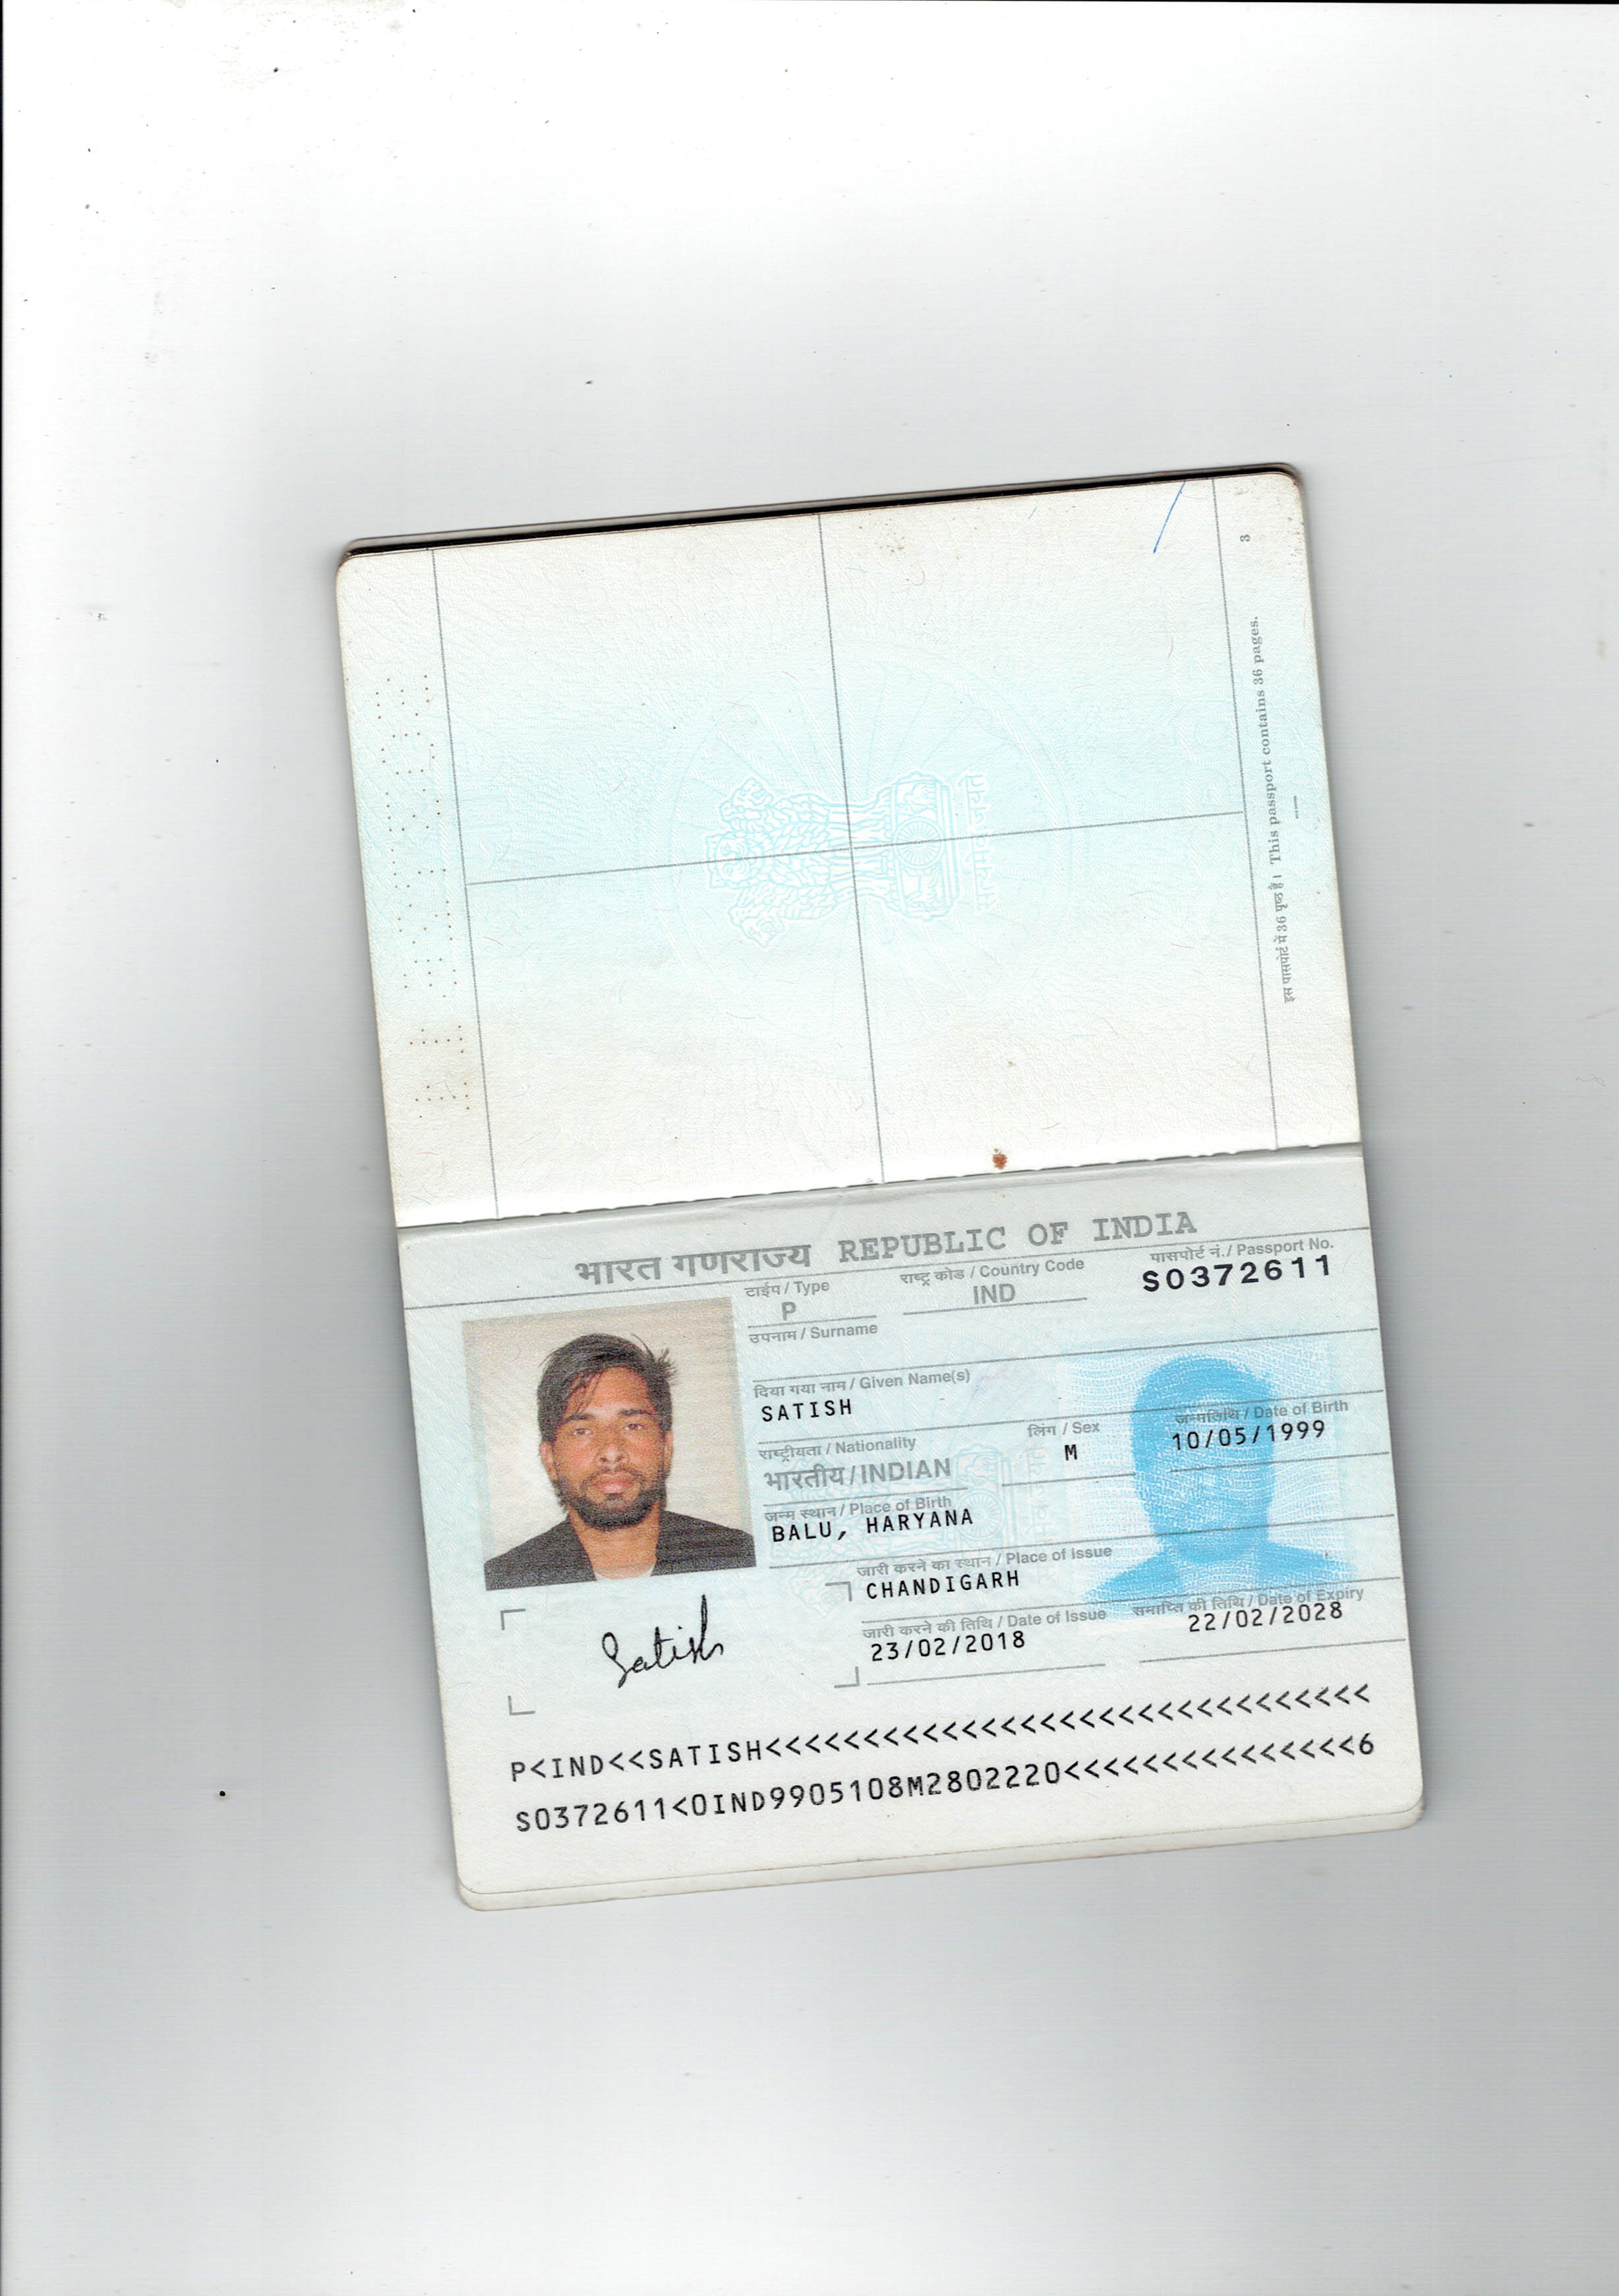 3
इस पासपोर्ट में 36 पृष्ठ हैं। This passport contains 36 pages.
भारत गणराज्य REPUBLIC OF INDIA
टाईप / Type
राष्ट्र कोड / Country Code
पासपोर्ट नं. / Passport No.
P
IND
S0372611
उपनाम / Surname
दिया गया नाम / Given Name(s)
SATISH
राष्ट्रीयता / Nationality
लिंग / Sex
जन्मतिथि / Date of Birth
भारतीय / INDIAN
M
10/05/1999
जन्म स्थान / Place of Birth
BALU, HARYANA
जारी करने का स्थान / Place of Issue
CHANDIGARH
जारी करने की तिथि / Date of Issue
समाप्ति की तिथि / Date of Expiry
23/02/2018
22/02/2028
Satish
P<IND<<SATISH<<<<<<<<<<<<<<<<<<<<<<<<<<<<<<<
S0372611<0IND9905108M2802220<<<<<<<<<<<<<<<6